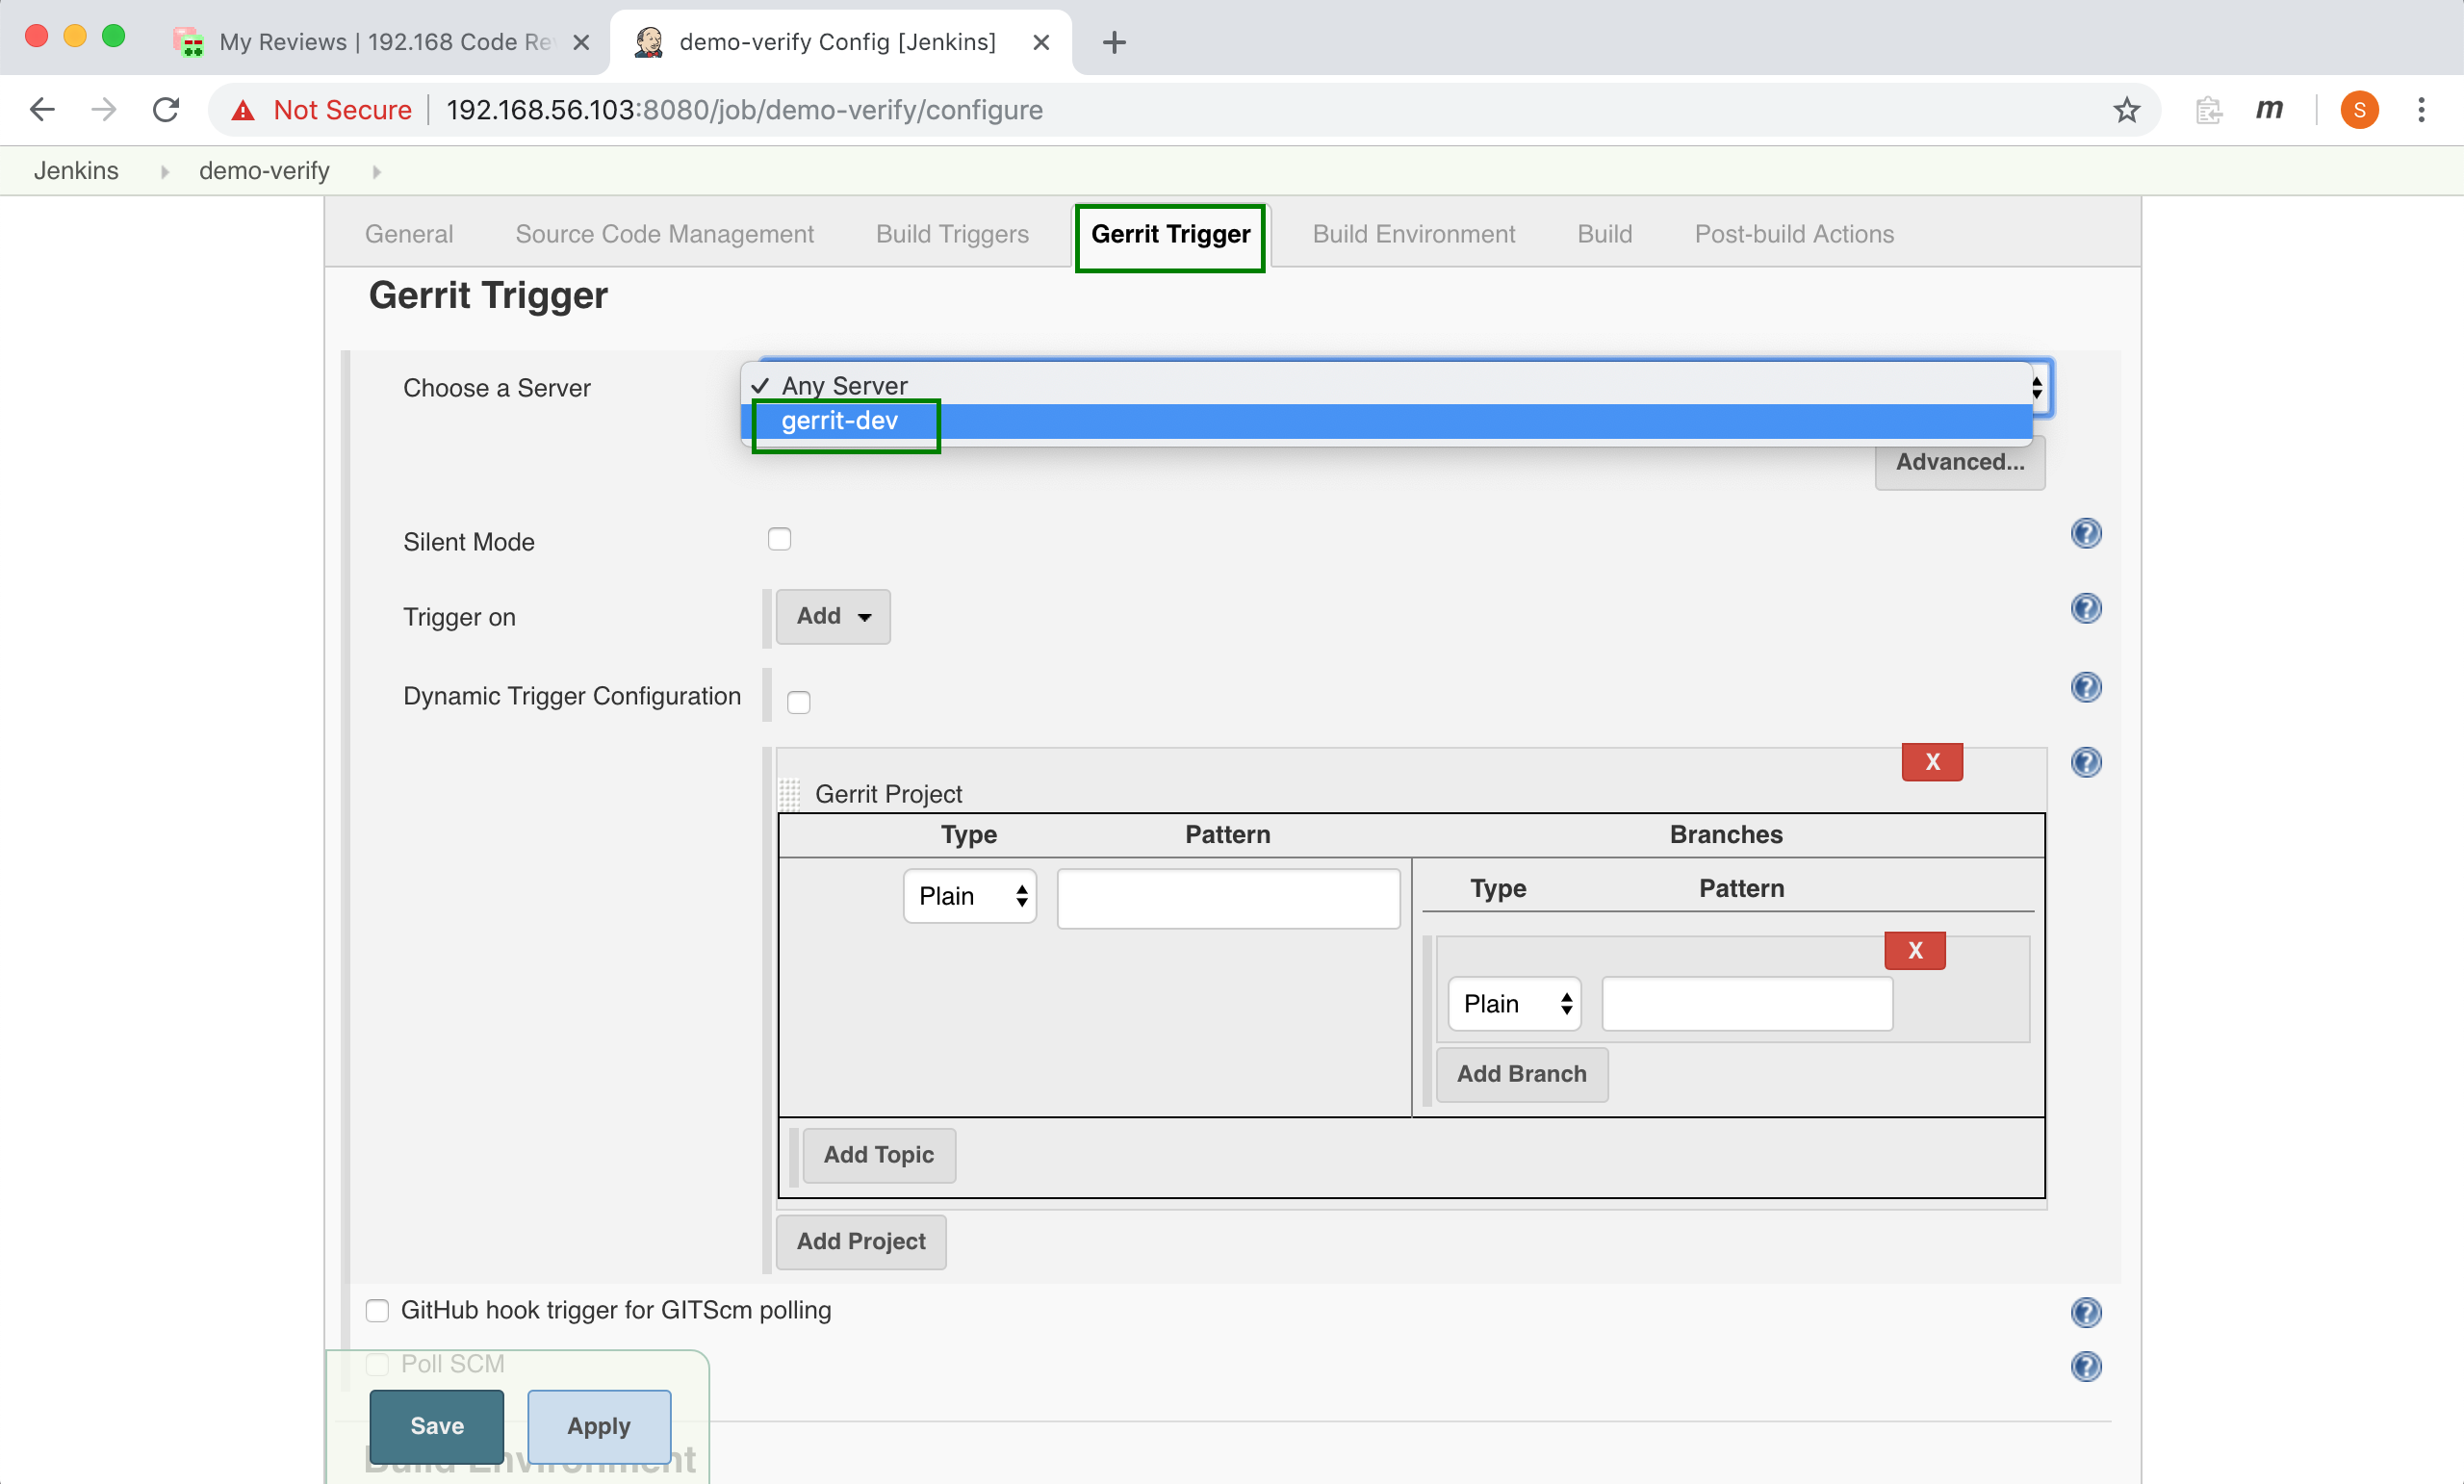 My Reviews | 192.168 Code Re
demo-verify Config [Jenkins]
Not Secure
192.168.56.103:8080/job/demo-verify/configure
m
S
Jenkins
demo-verify
General
Source Code Management
Build Triggers
Gerrit Trigger
Build Environment
Build
Post-build Actions
Gerrit Trigger
Choose a Server
✓ Any Server
gerrit-dev
Advanced...
Silent Mode
Trigger on
Add
Dynamic Trigger Configuration
X
Gerrit Project
Type
Pattern
Branches
Plain
Type
Pattern
X
Plain
Add Branch
Add Topic
Add Project
GitHub hook trigger for GITScm polling
Poll SCM
Save
Apply
Build Environment